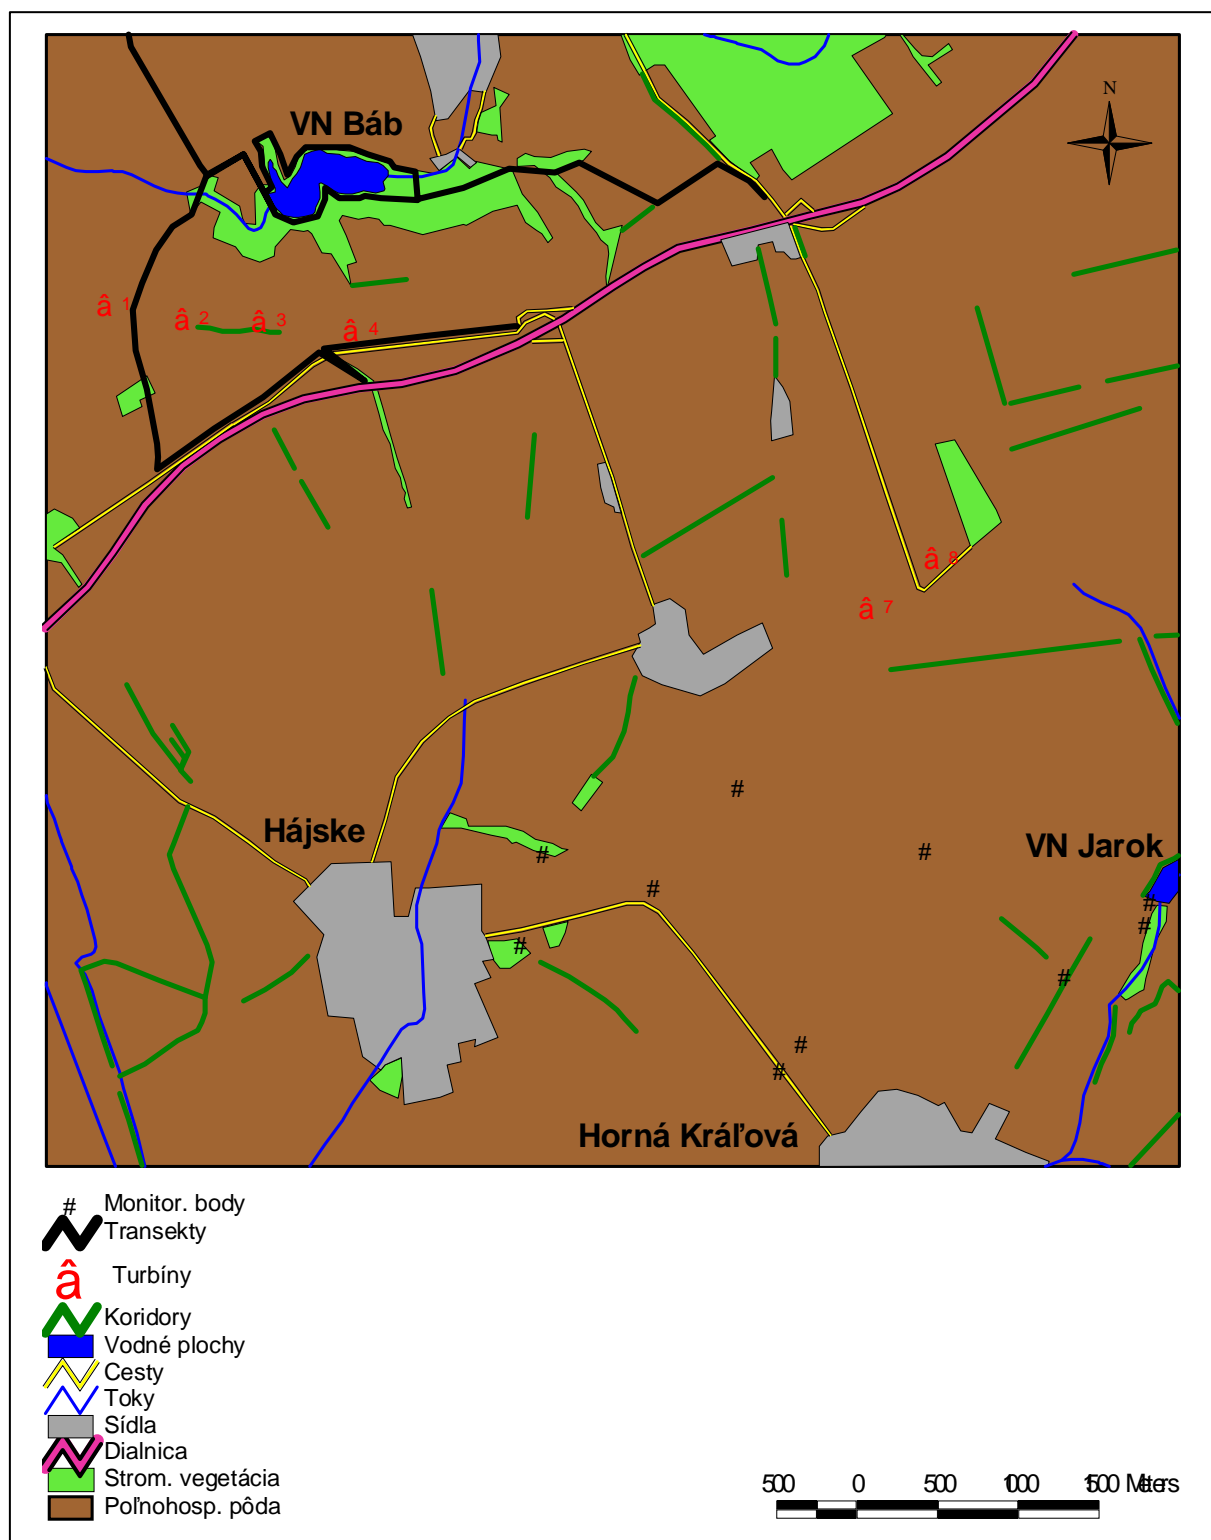 N
VN Báb
â 1
â 2
â 3
â 4
â 8
â 7
#
Hájske
#
#
VN Jarok
#
#
#
#
#
#
#
Horná Kráľová
# Monitor. body
Transekty
â Turbíny
Koridory
Vodné plochy
Cesty
Toky
Sídla
Dialnica
Strom. vegetácia
Poľnohosp. pôda
500 0 500 1000 1500 Meters